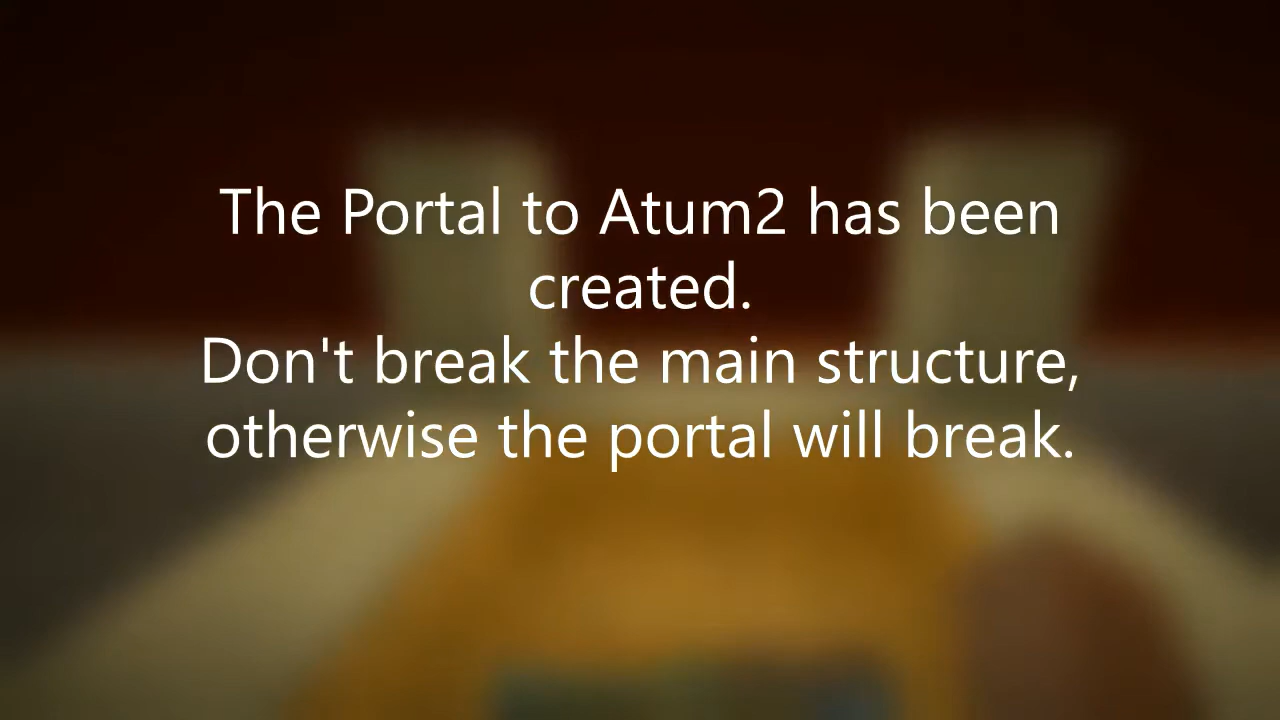 The Portal to Atum2 has been
created.
Don't break the main structure,
otherwise the portal will break.